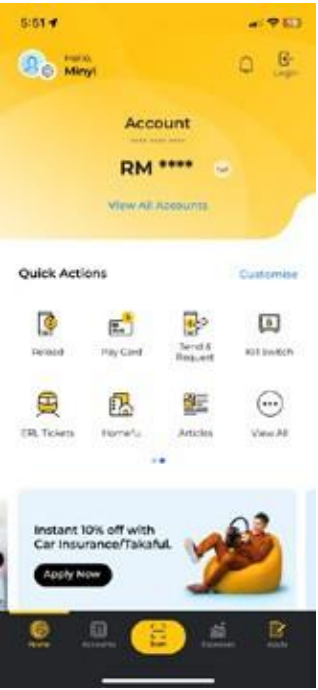 5:51
Hello,
Minyi
Login
Account
**** **** ****
RM ****
View All Accounts
Quick Actions
Customise
Reload
Pay Card
Send &
Request
Kill Switch
ERL Tickets
Home²u
Articles
View All
Instant 10% off with
Car Insurance/Takaful.
Apply Now
Home
Accounts
Scan
Expenses
Apply